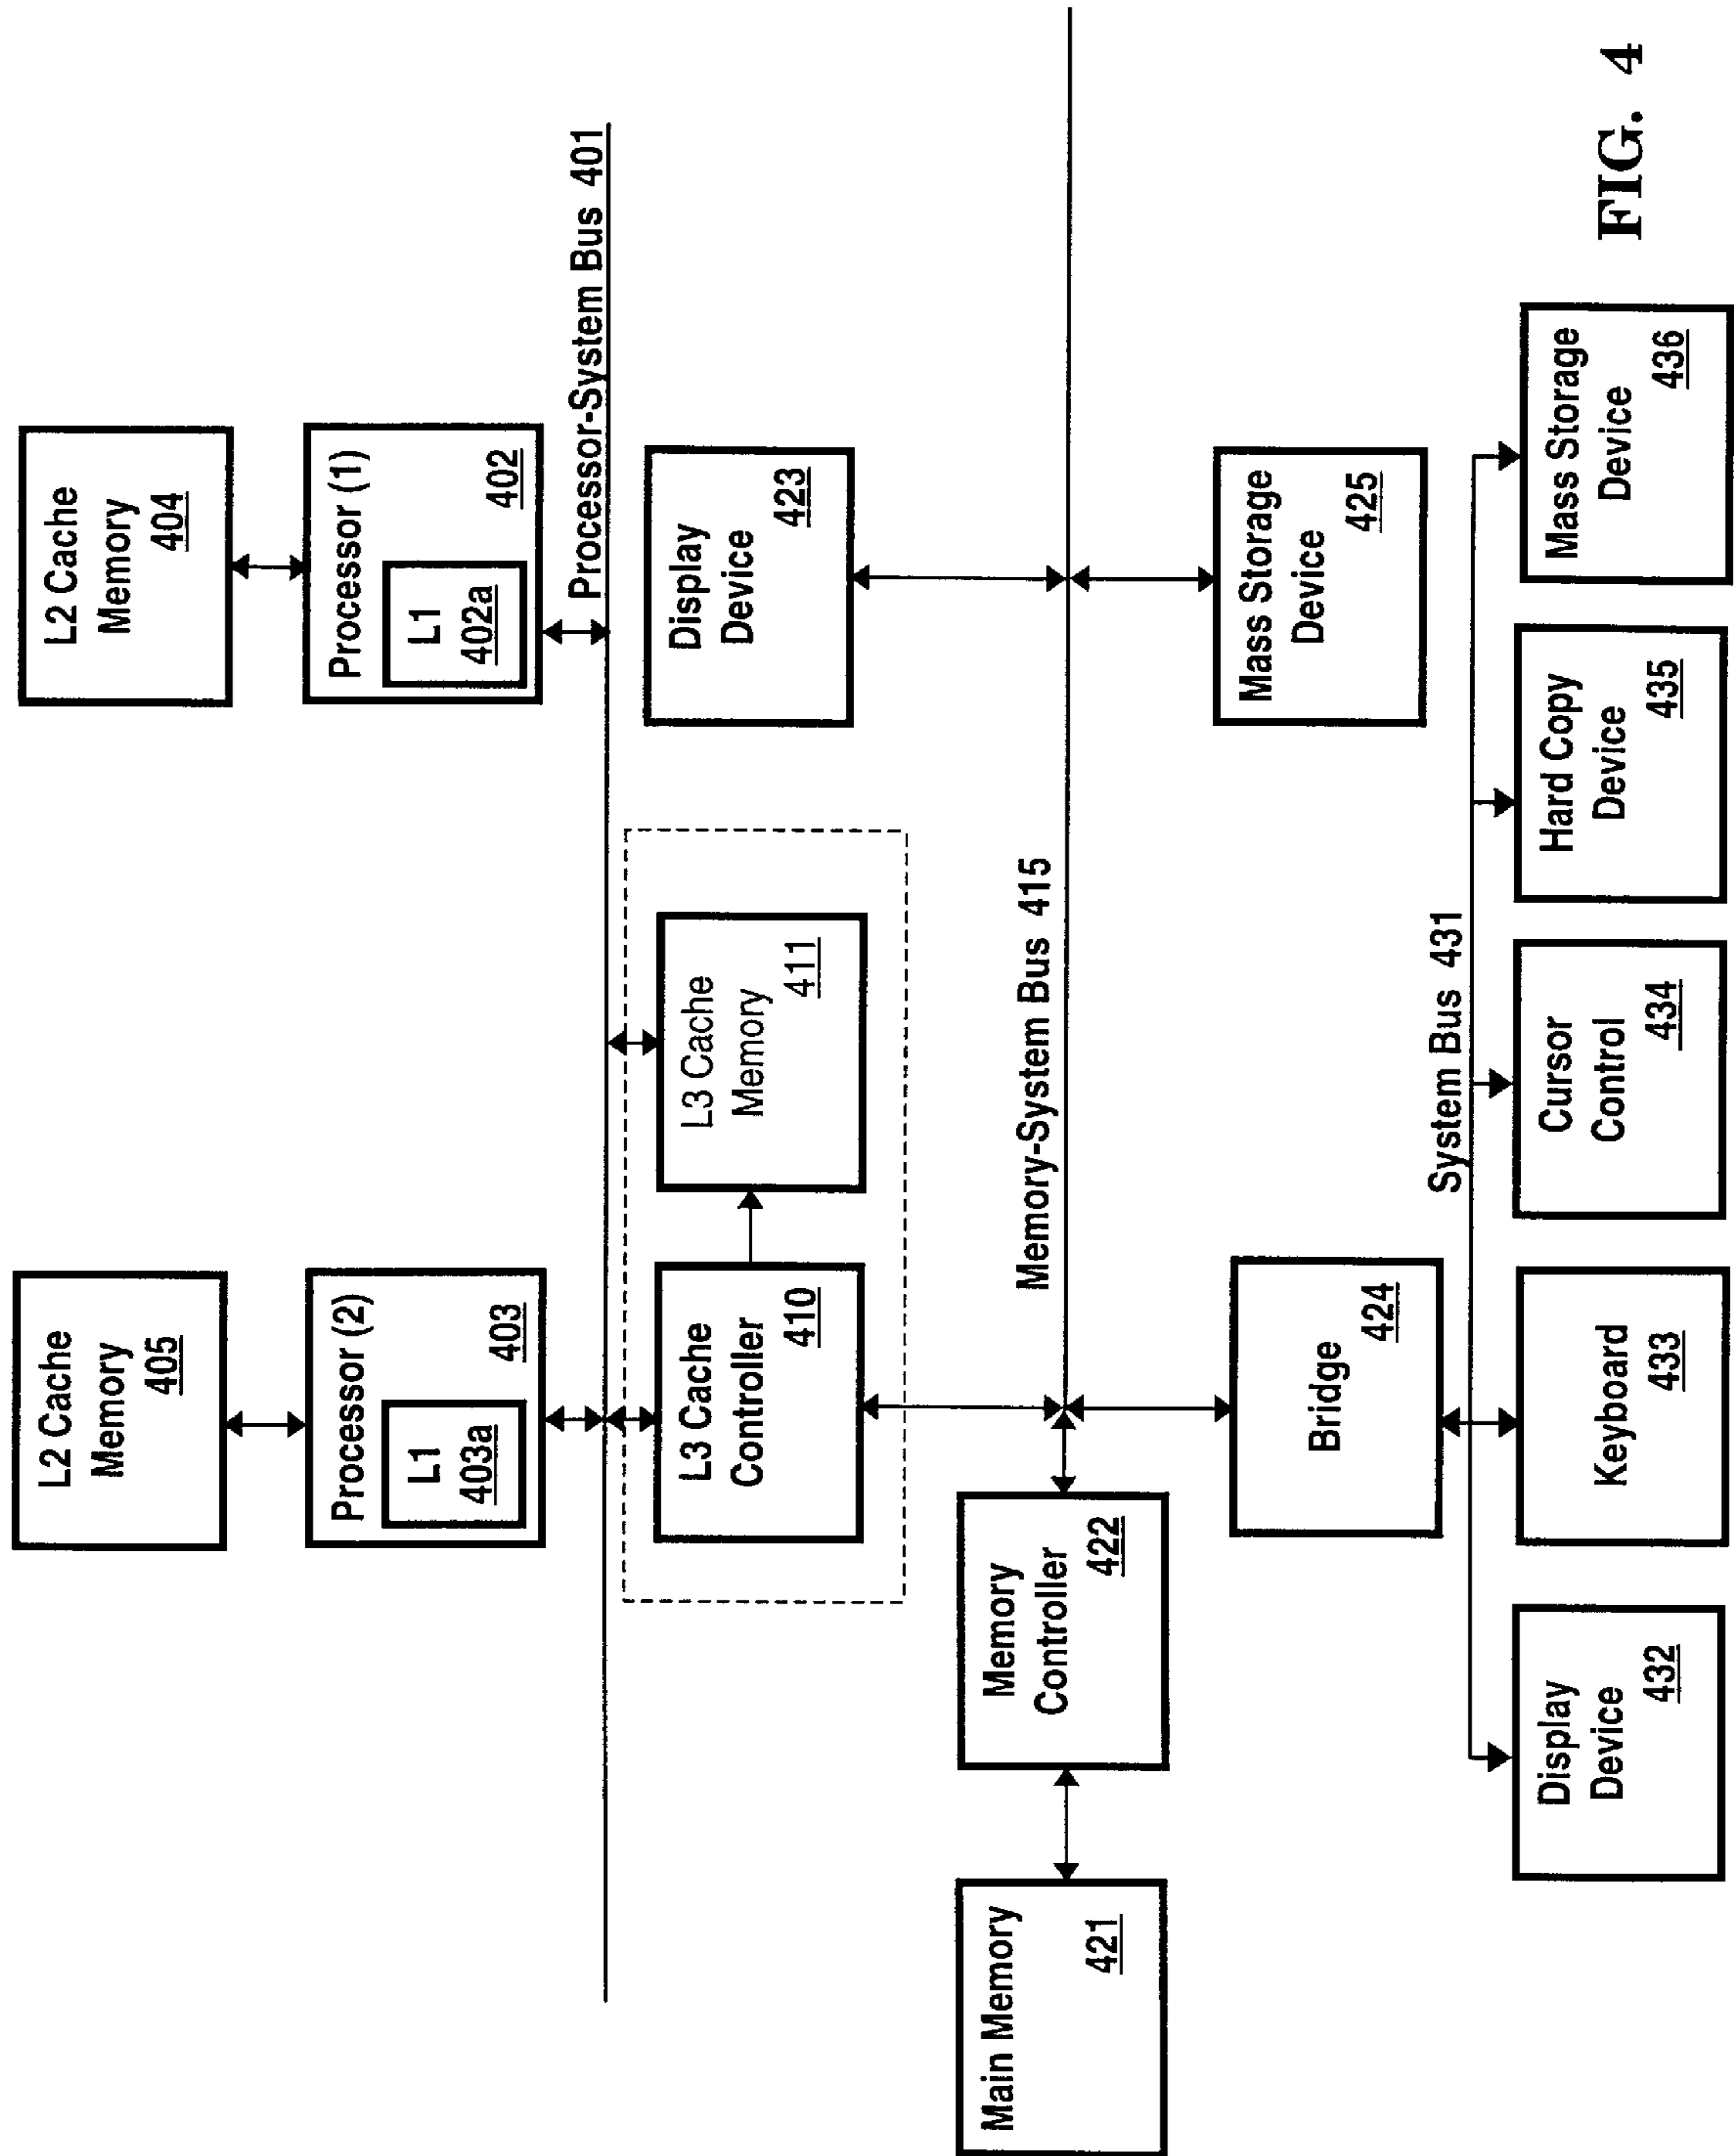 L2 Cache
Memory
405
L2 Cache
Memory
404
Processor (2)
403
L1
403a
Processor (1)
402
L1
402a
Processor-System Bus 401
L3 Cache
Controller
410
L3 Cache
Memory
411
Display
Device
423
Main Memory
421
Memory
Controller
422
Memory-System Bus 415
Bridge
424
Mass Storage
Device
425
System Bus 431
Display
Device
432
Keyboard
433
Cursor
Control
434
Hard Copy
Device
435
Mass Storage
Device
436
FIG. 4